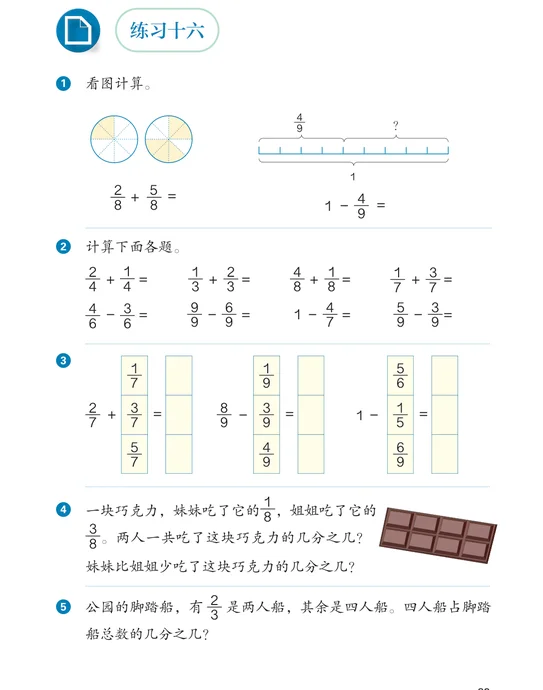 练习十六
1 看图计算。
4/9 ?
1
2/8 + 5/8 =
1 − 4/9 =
2 计算下面各题。
2/4 + 1/4 = 1/3 + 2/3 = 4/8 + 1/8 = 1/7 + 3/7 =
4/6 − 3/6 = 9/9 − 6/9 = 1 − 4/7 = 5/9 − 3/9 =
3
1/7 1/9 5/6
2/7 + 3/7 = 8/9 − 3/9 = 1 − 1/5 =
5/7 4/9 6/9
4 一块巧克力，妹妹吃了它的1/8，姐姐吃了它的
3/8。两人一共吃了这块巧克力的几分之几？
妹妹比姐姐少吃了这块巧克力的几分之几？
5 公园的脚踏船，有 2/3 是两人船，其余是四人船。四人船占脚踏
船总数的几分之几？